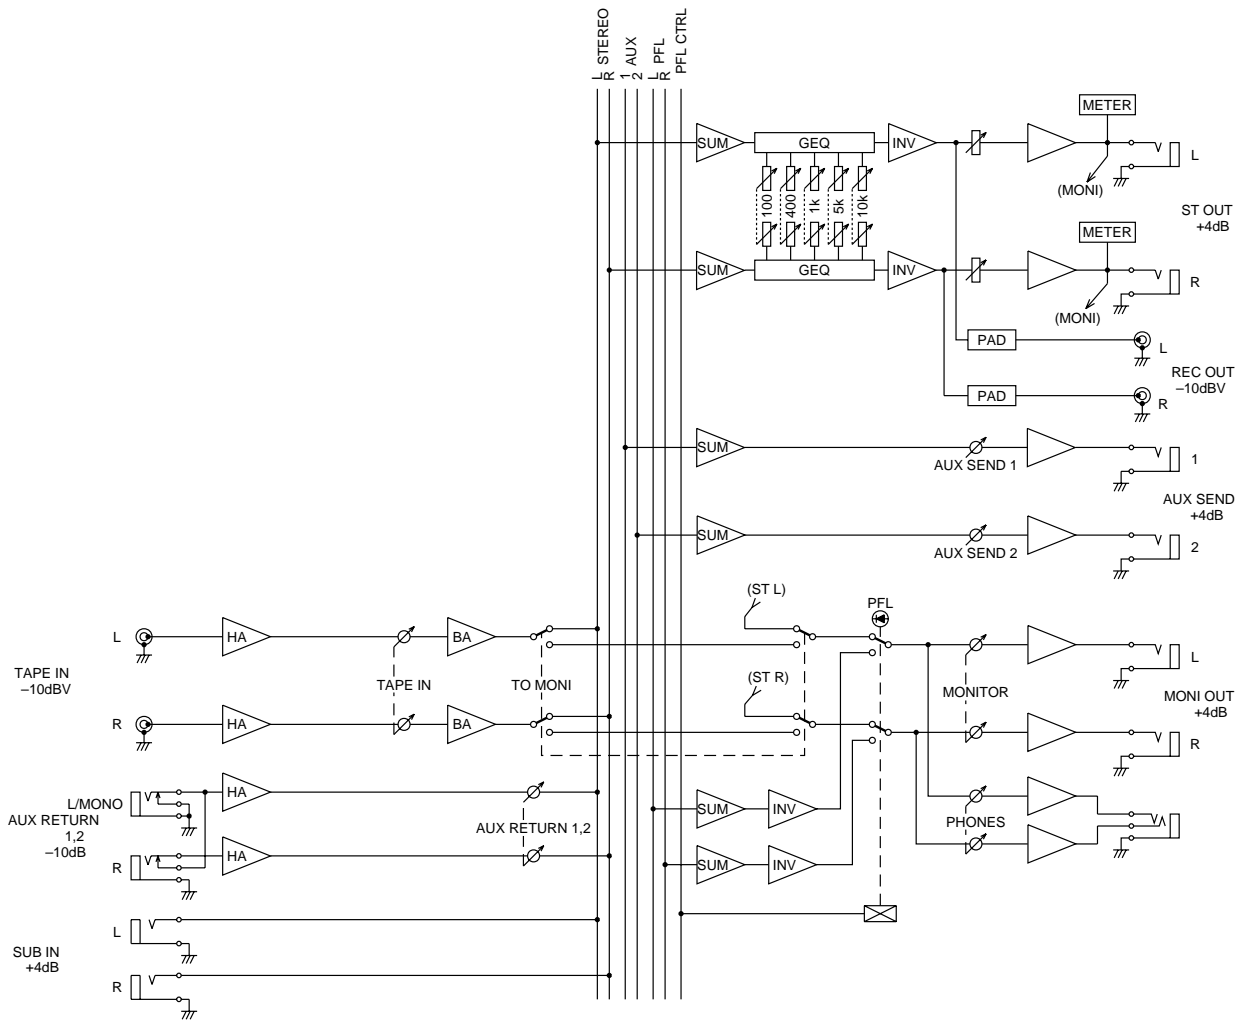 L STEREO
R
1 AUX
2
L PFL
R
PFL CTRL
METER
SUM
GEQ
INV
L
(MONI)
100
400
1k
5k
10k
ST OUT
+4dB
METER
SUM
GEQ
INV
R
(MONI)
PAD
L
REC OUT
–10dBV
PAD
R
SUM
AUX SEND 1
1
AUX SEND
+4dB
SUM
AUX SEND 2
2
(ST L)
PFL
L
HA
BA
L
TAPE IN
–10dBV
TAPE IN
TO MONI
(ST R)
MONITOR
MONI OUT
+4dB
R
HA
BA
R
L/MONO
HA
AUX RETURN
1,2
–10dB
AUX RETURN 1,2
SUM
INV
PHONES
R
HA
SUM
INV
L
SUB IN
+4dB
R